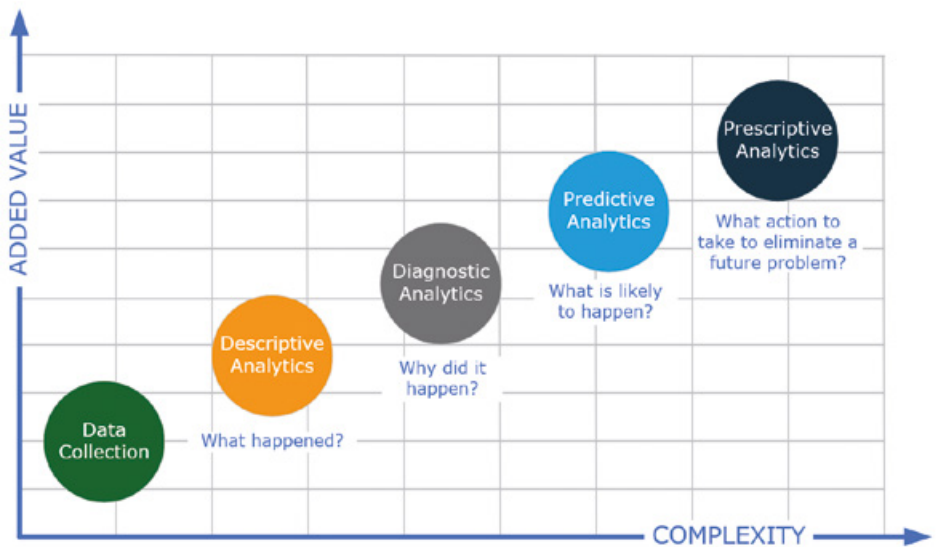 ADDED VALUE
Prescriptive
Analytics
What action to
take to eliminate a
future problem?
Predictive
Analytics
What is likely
to happen?
Diagnostic
Analytics
Why did it
happen?
Descriptive
Analytics
What happened?
Data
Collection
COMPLEXITY